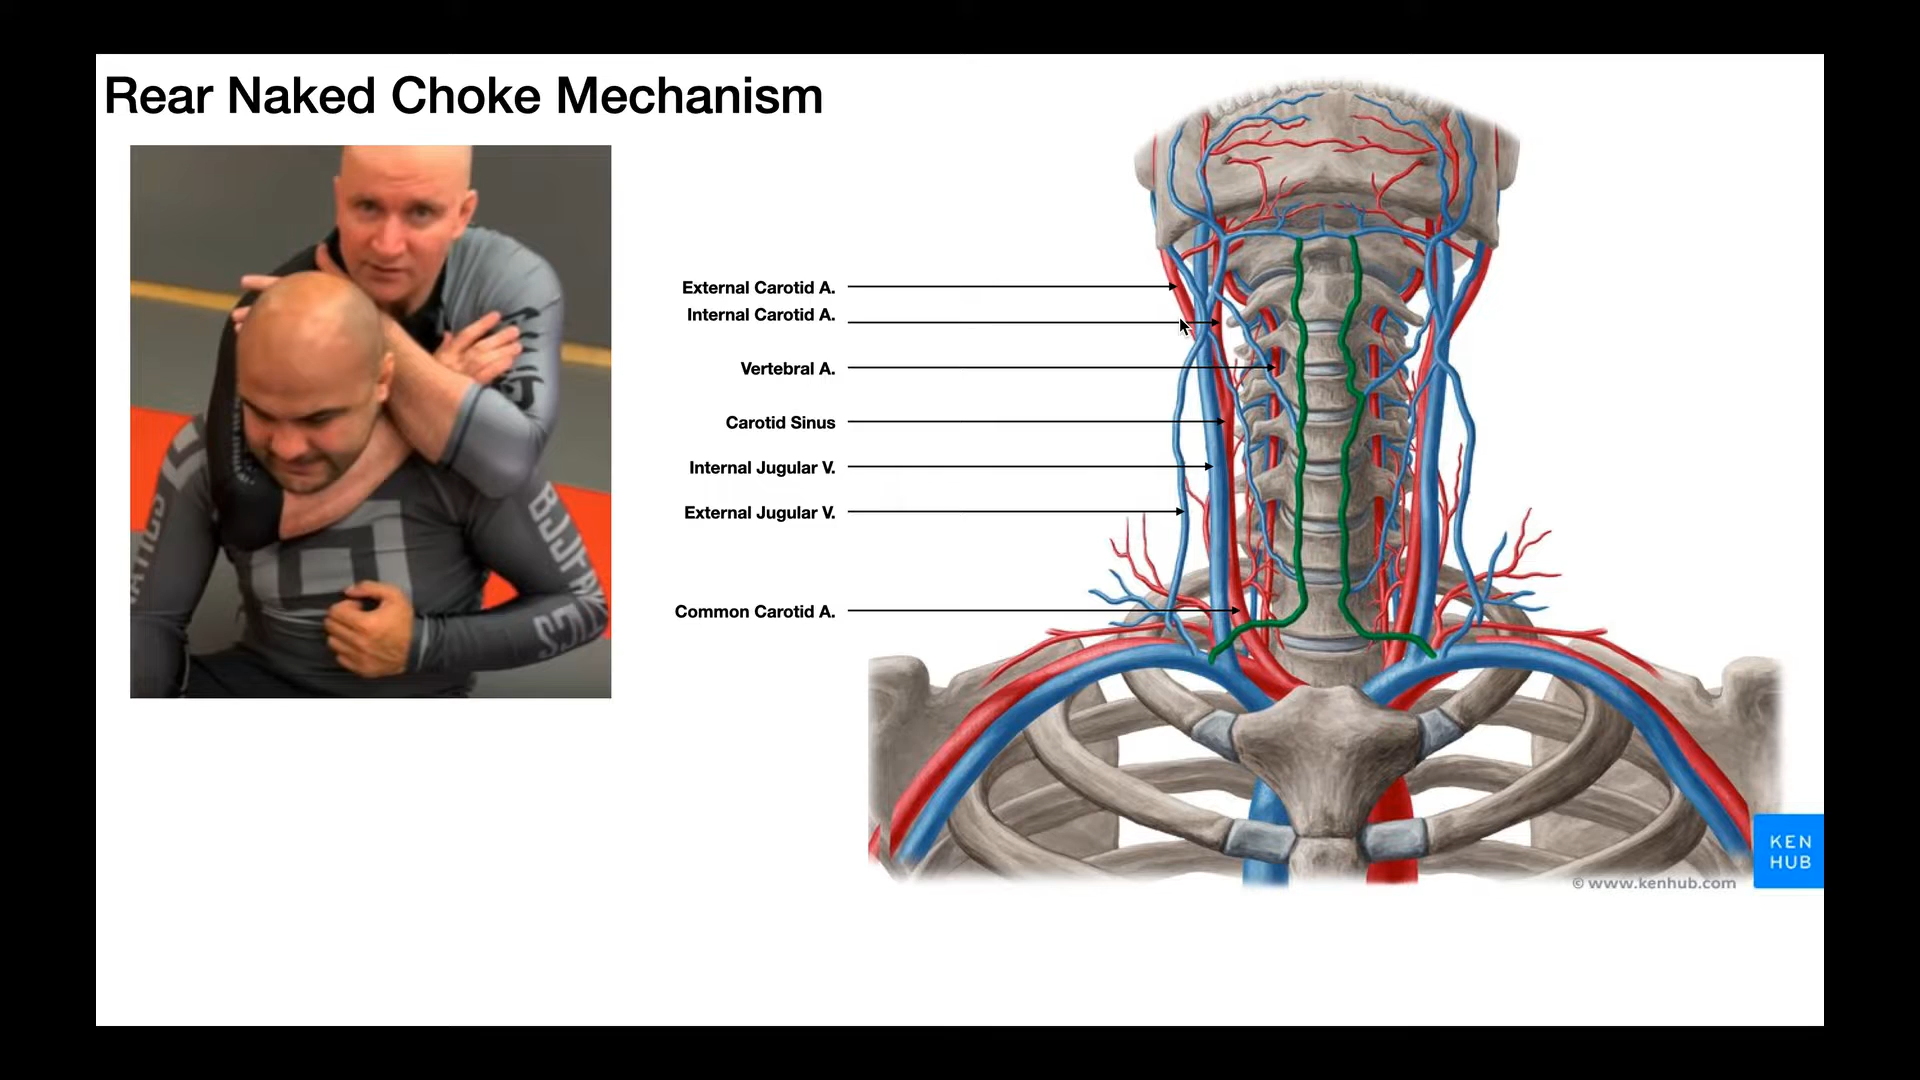 Rear Naked Choke Mechanism
External Carotid A.
Internal Carotid A.
Vertebral A.
Carotid Sinus
Internal Jugular V.
External Jugular V.
Common Carotid A.
KEN
HUB
© www.kenhub.com